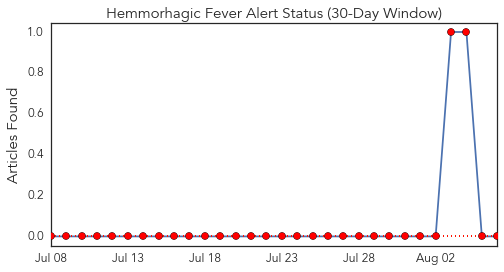 Hemmorhagic Fever Alert Status (30-Day Window)
Articles Found
1.0
0.8
0.6
0.4
0.2
0.0
Jul 08 Jul 13 Jul 18 Jul 23 Jul 28 Aug 02